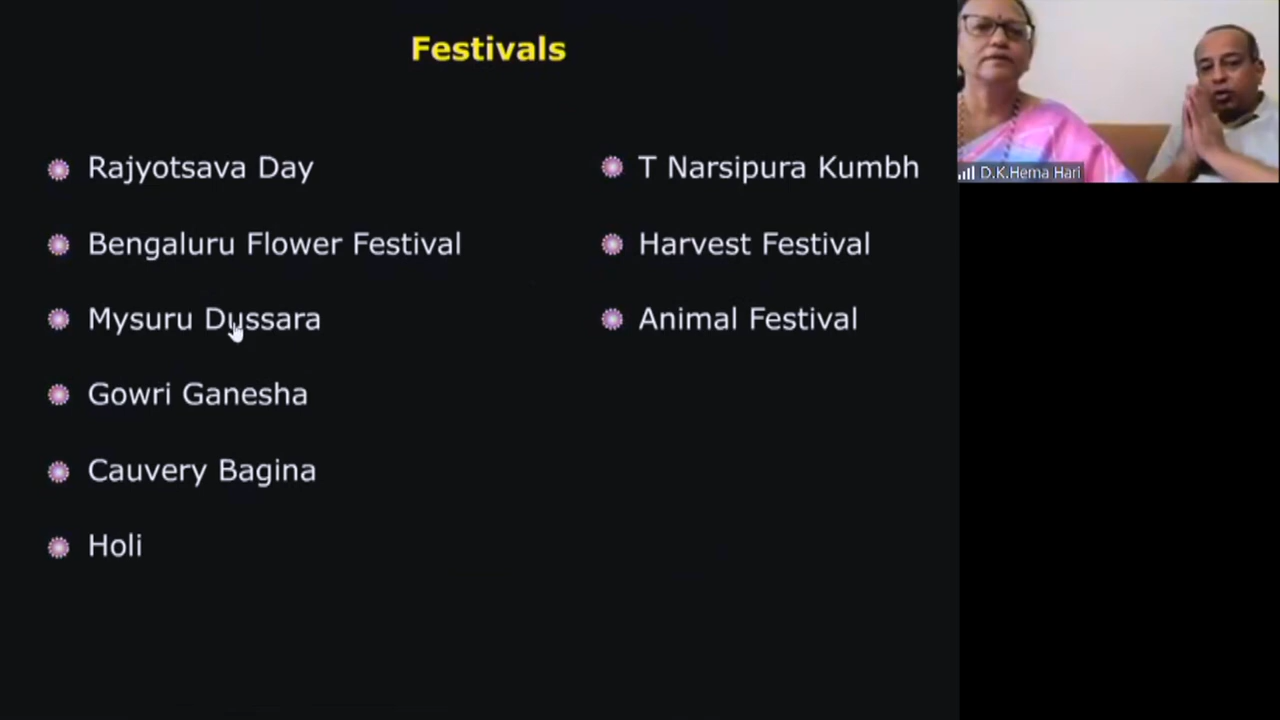 Festivals
Rajyotsava Day
Bengaluru Flower Festival
Mysuru Dussara
Gowri Ganesha
Cauvery Bagina
Holi
T Narsipura Kumbh
Harvest Festival
Animal Festival
D.K.Hema Hari